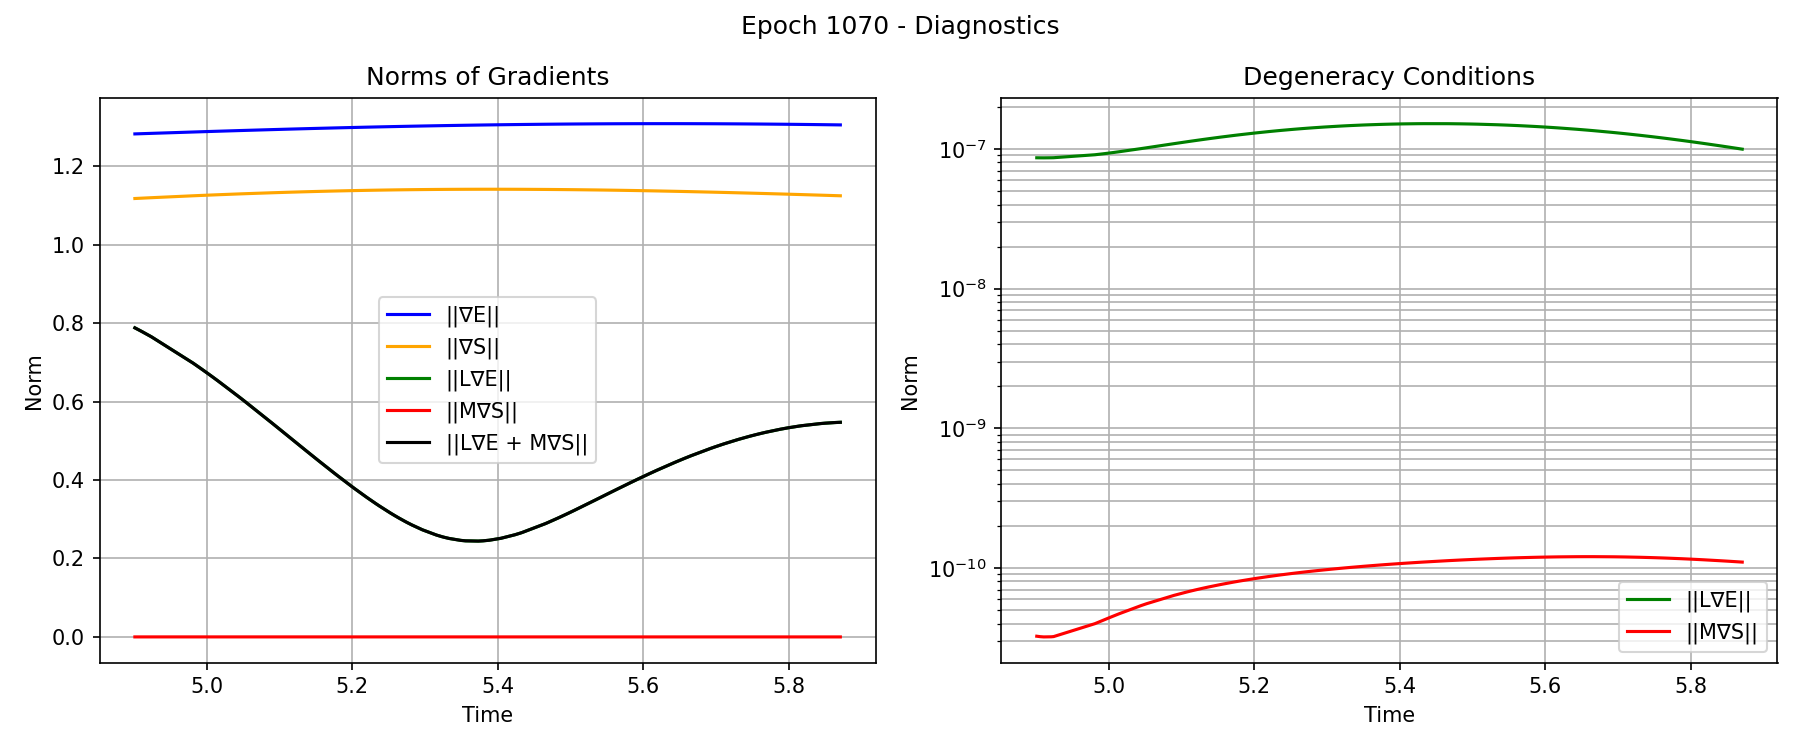 Epoch 1070 - Diagnostics
Norms of Gradients
Norm
1.2
1.0
0.8
0.6
0.4
0.2
0.0
||∇E||
||∇S||
||L∇E||
||M∇S||
||L∇E + M∇S||
5.0 5.2 5.4 5.6 5.8
Time
Degeneracy Conditions
Norm
10⁻⁷
10⁻⁸
10⁻⁹
10⁻¹⁰
||L∇E||
||M∇S||
5.0 5.2 5.4 5.6 5.8
Time